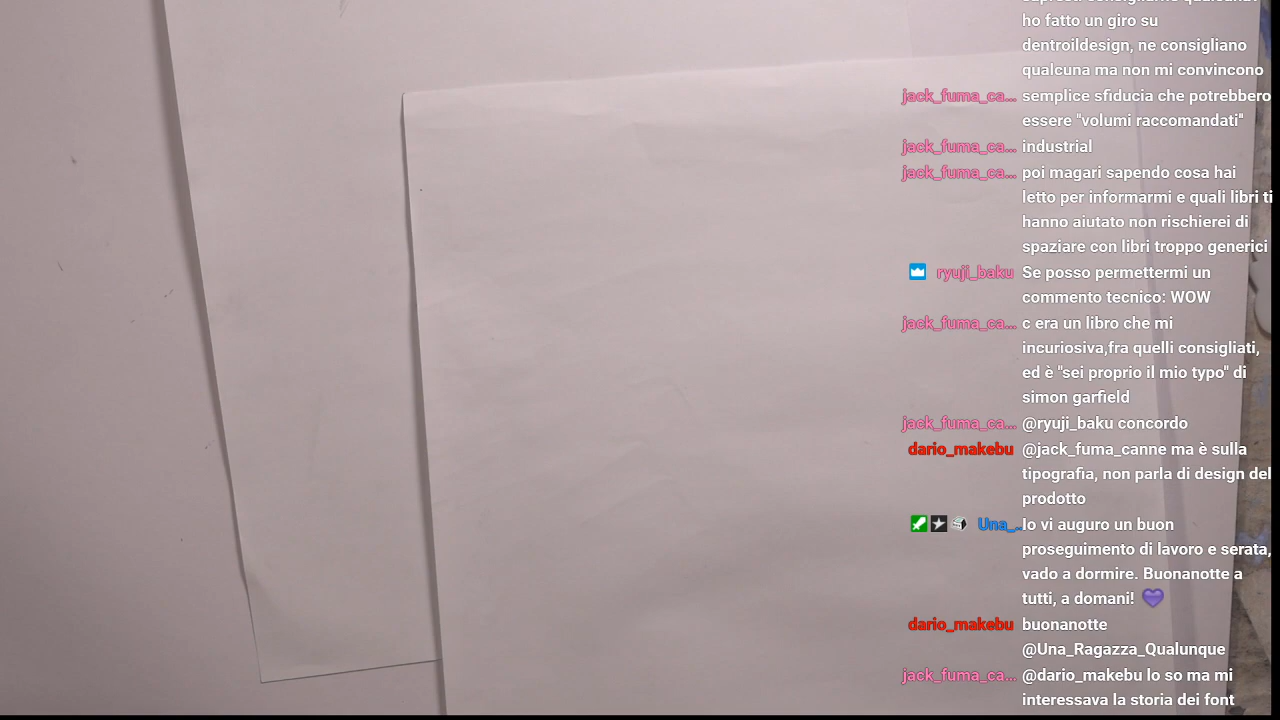 ho fatto un giro su
dentroildesign, ne consigliano
qualcuna ma non mi convincono
jack_fuma_ca... semplice sfiducia che potrebbero
essere "volumi raccomandati"
jack_fuma_ca... industrial
jack_fuma_ca... poi magari sapendo cosa hai
letto per informarmi e quali libri ti
hanno aiutato non rischierei di
spaziare con libri troppo generici
ryuji_baku Se posso permettermi un
commento tecnico: WOW
jack_fuma_ca... c era un libro che mi
incuriosiva,fra quelli consigliati,
ed è "sei proprio il mio typo" di
simon garfield
jack_fuma_ca... @ryuji_baku concordo
dario_makebu @jack_fuma_canne ma è sulla
tipografia, non parla di design del
prodotto
Una_... Io vi auguro un buon
proseguimento di lavoro e serata,
vado a dormire. Buonanotte a
tutti, a domani! 💜
dario_makebu buonanotte
@Una_Ragazza_Qualunque
jack_fuma_ca... @dario_makebu lo so ma mi
interessava la storia dei font